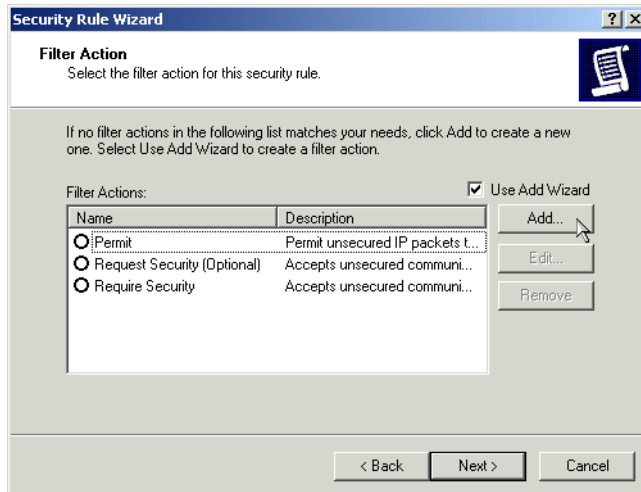 Security Rule Wizard
Filter Action
Select the filter action for this security rule.
If no filter actions in the following list matches your needs, click Add to create a new
one. Select Use Add Wizard to create a filter action.
Filter Actions:
Use Add Wizard
Name Description
Permit Permit unsecured IP packets t...
Request Security (Optional) Accepts unsecured communi...
Require Security Accepts unsecured communi...
Add...
Edit...
Remove
< Back Next > Cancel